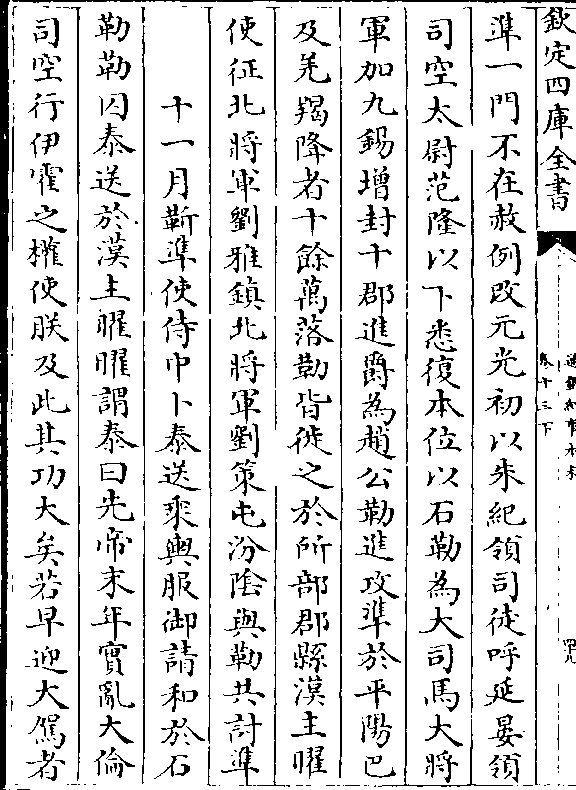 欽定四庫全書
通鑑紀事本末
卷十三下
四九
準一門不在赦例改元光初以朱紀領司徒呼延晏領
司空太尉范隆以下悉復本位以石勒為大司馬大將
軍加九錫增封十郡進爵為趙公勒進攻準於平陽巴
及羌羯降者十餘萬落勒皆徙之於所部郡縣漢主曜
使征北將軍劉雅鎮北將軍劉策屯汾陰與勒共討準
十一月靳準使侍中卜泰送乘輿服御請和於石
勒勒囚泰送於漢主曜曜謂泰曰先帝末年實亂大倫
司空行伊霍之權使朕及此其功大矣若早迎大駕者